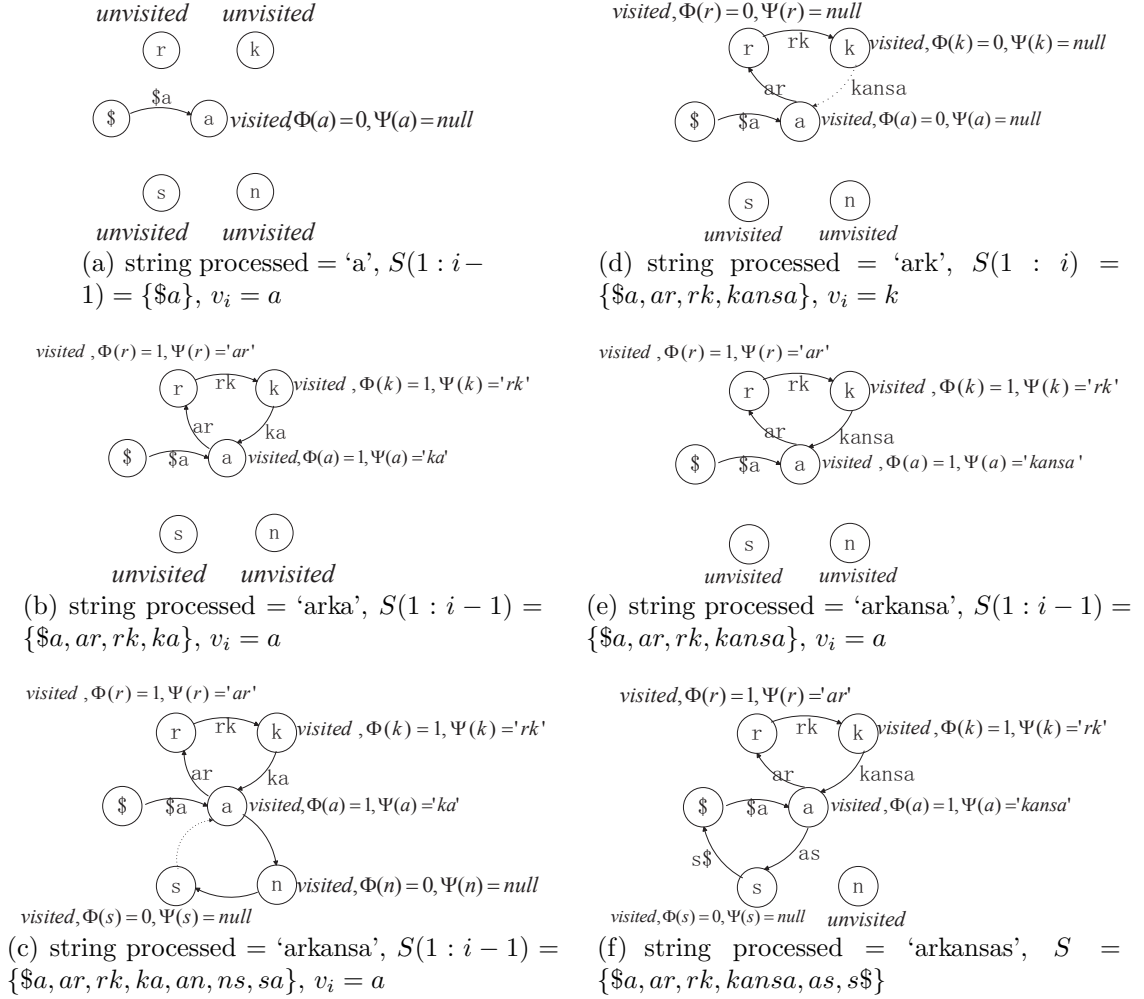 unvisited unvisited
r k
$a
$ a visited,Φ(a)=0,Ψ(a)=null
s n
unvisited unvisited
(a) string processed = ‘a’, S(1 : i−
1) = {$a}, v_i = a
visited ,Φ(r)=1,Ψ(r)='ar'
r rk k visited ,Φ(k)=1,Ψ(k)='rk'
ar ka
$ $a a visited,Φ(a)=1,Ψ(a)='ka'
s n
unvisited unvisited
(b) string processed = ‘arka’, S(1 : i − 1) =
{$a, ar, rk, ka}, v_i = a
visited ,Φ(r)=1,Ψ(r)='ar'
r rk k visited ,Φ(k)=1,Ψ(k)='rk'
ar ka
$ $a a visited,Φ(a)=1,Ψ(a)='ka'
s n visited,Φ(n)=0,Ψ(n)=null
visited,Φ(s)=0,Ψ(s)=null
(c) string processed = ‘arkansa’, S(1 : i − 1) =
{$a, ar, rk, ka, an, ns, sa}, v_i = a
visited,Φ(r)=0,Ψ(r)=null
r rk k visited,Φ(k)=0,Ψ(k)=null
ar kansa
$ $a a visited,Φ(a)=0,Ψ(a)=null
s n
unvisited unvisited
(d) string processed = ‘ark’, S(1 : i) =
{$a, ar, rk, kansa}, v_i = k
visited ,Φ(r)=1,Ψ(r)='ar'
r rk k visited ,Φ(k)=1,Ψ(k)='rk'
ar kansa
$ $a a visited ,Φ(a)=1,Ψ(a)='kansa '
s n
unvisited unvisited
(e) string processed = ‘arkansa’, S(1 : i − 1) =
{$a, ar, rk, kansa}, v_i = a
visited,Φ(r)=1,Ψ(r)='ar'
r rk k visited,Φ(k)=1,Ψ(k)='rk'
ar kansa
$ $a a visited,Φ(a)=1,Ψ(a)='kansa'
s$ as
s n
visited,Φ(s)=0,Ψ(s)=null unvisited
(f) string processed = ‘arkansas’, S =
{$a, ar, rk, kansa, as, s$}